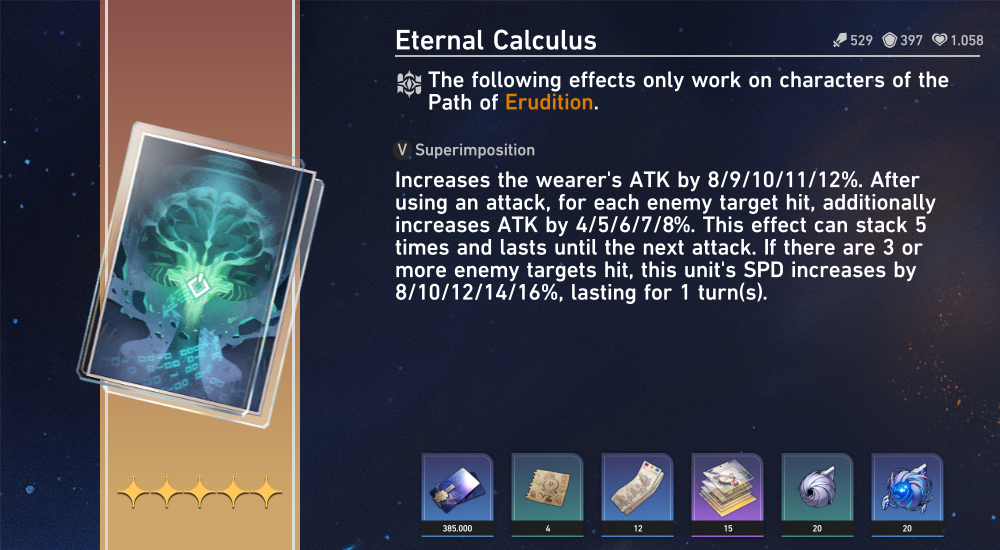 Eternal Calculus
529 397 1.058
The following effects only work on characters of the
Path of Erudition.
V Superimposition
Increases the wearer's ATK by 8/9/10/11/12%. After
using an attack, for each enemy target hit, additionally
increases ATK by 4/5/6/7/8%. This effect can stack 5
times and lasts until the next attack. If there are 3 or
more enemy targets hit, this unit's SPD increases by
8/10/12/14/16%, lasting for 1 turn(s).
385.000 4 12 15 20 20